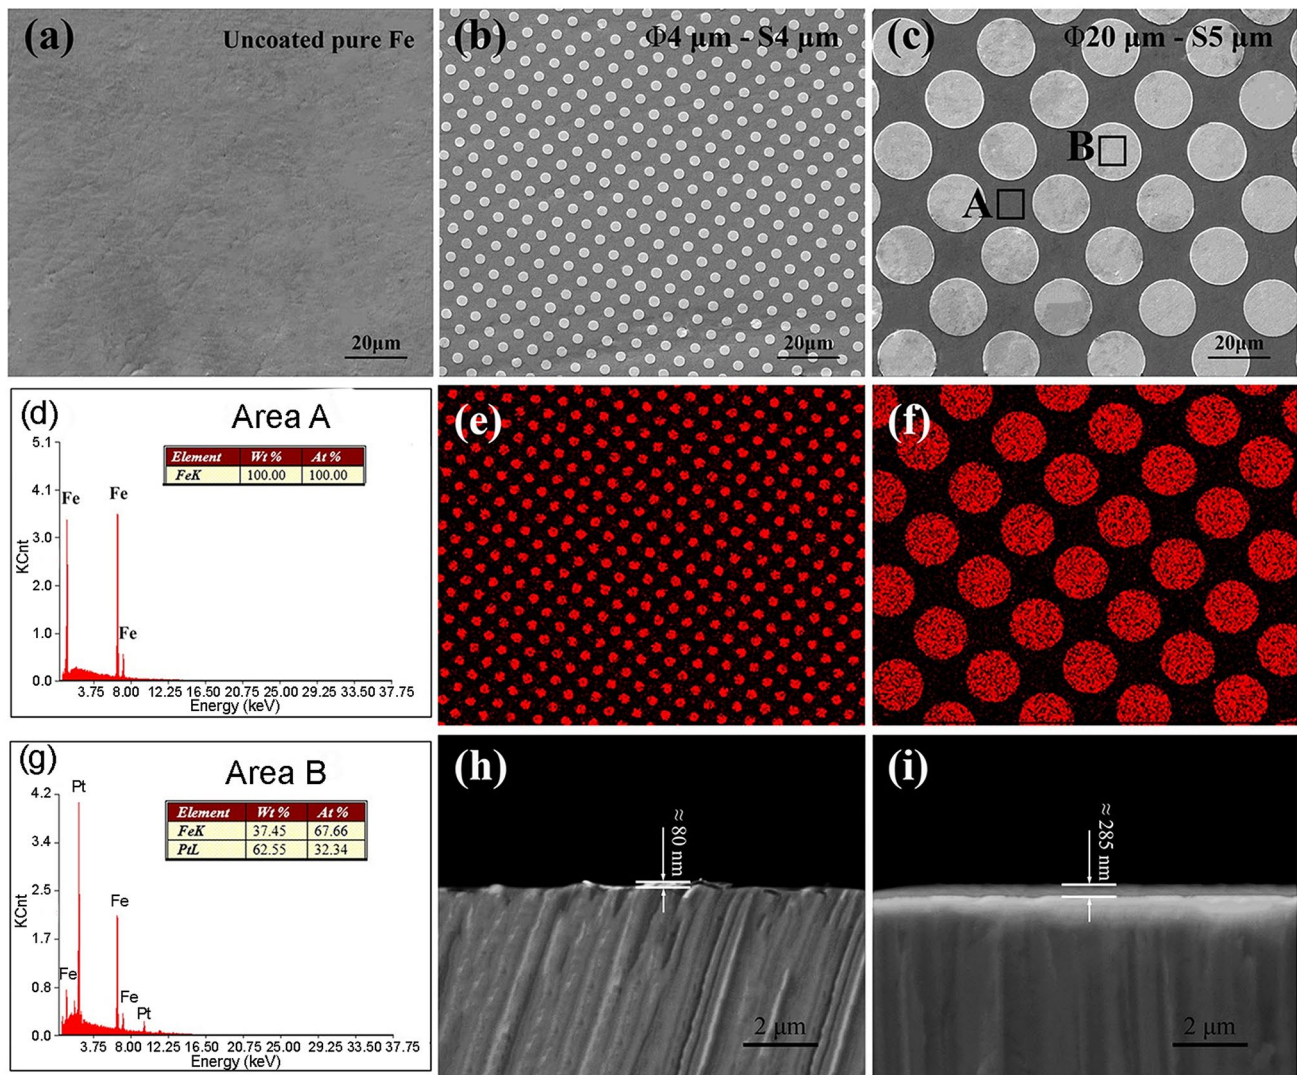 (a)
Uncoated pure Fe
20μm
(b)
Φ4 μm - S4 μm
20μm
(c)
Φ20 μm - S5 μm
B
A
20μm
(d)
Area A
Element Wt % At %
FeK 100.00 100.00
5.1
4.1
3.0
2.0
1.0
0.0
KCnt
Fe
Fe
Fe
3.75 8.00 12.25 16.50 20.75 25.00 29.25 33.50 37.75
Energy (keV)
(e)
(f)
(g)
Area B
Element Wt % At %
FeK 37.45 67.66
PtL 62.55 32.34
4.2
3.4
2.5
1.7
0.8
0.0
KCnt
Pt
Fe
Fe
Fe
Pt
3.75 8.00 12.25 16.50 20.75 25.00 29.25 33.50 37.75
Energy (keV)
(h)
≈ 80 nm
2 μm
(i)
≈ 285 nm
2 μm